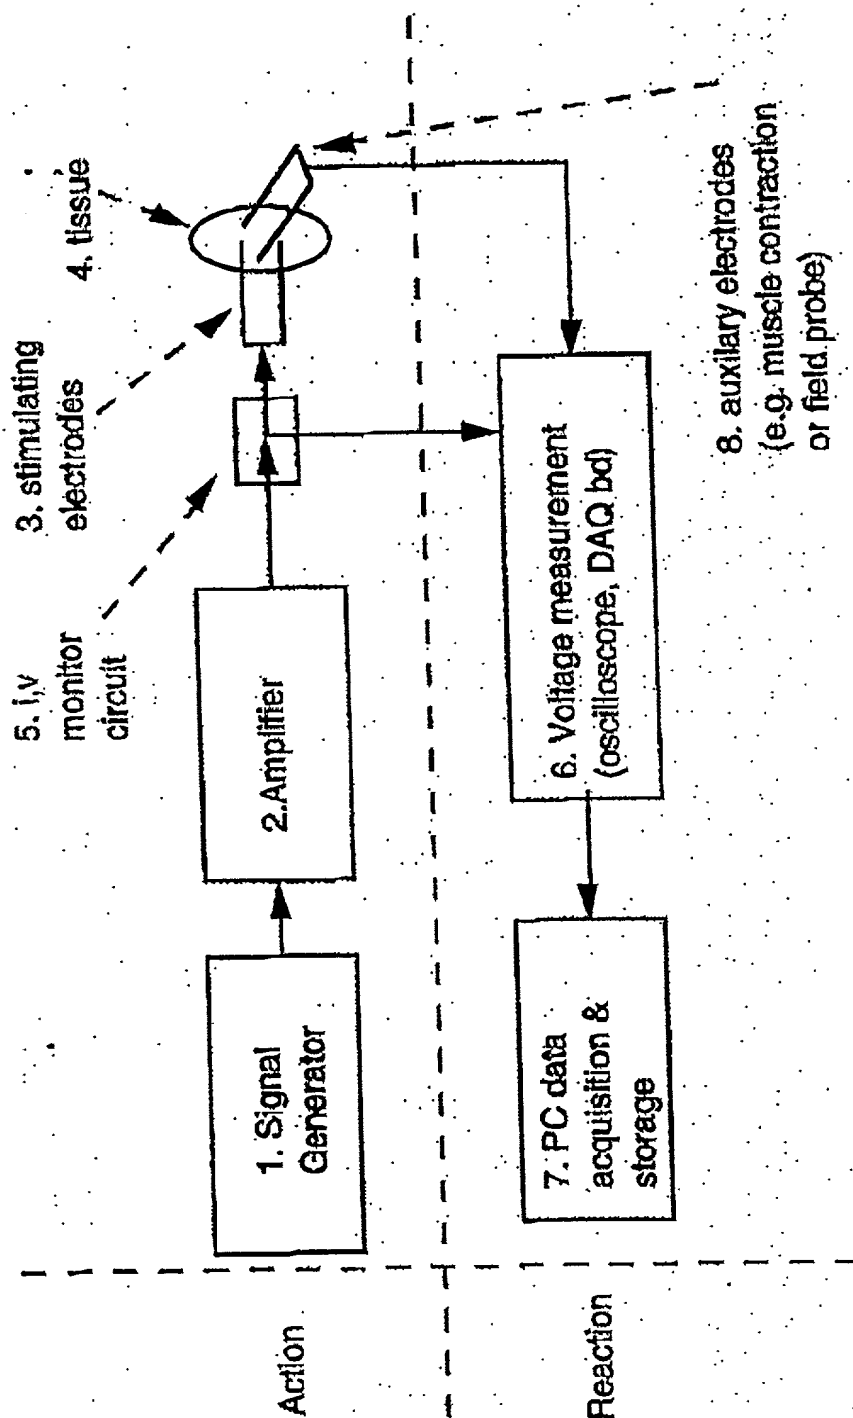 Action
1. Signal
Generator
2.Amplifier
5. i,v
monitor
circuit
3. stimulating
electrodes
4. tissue
Reaction
7. PC data
acquisition &
storage
6. Voltage measurement
(oscilloscope, DAQ bd)
8. auxilary electrodes
(e.g. muscle contraction
or field probe)